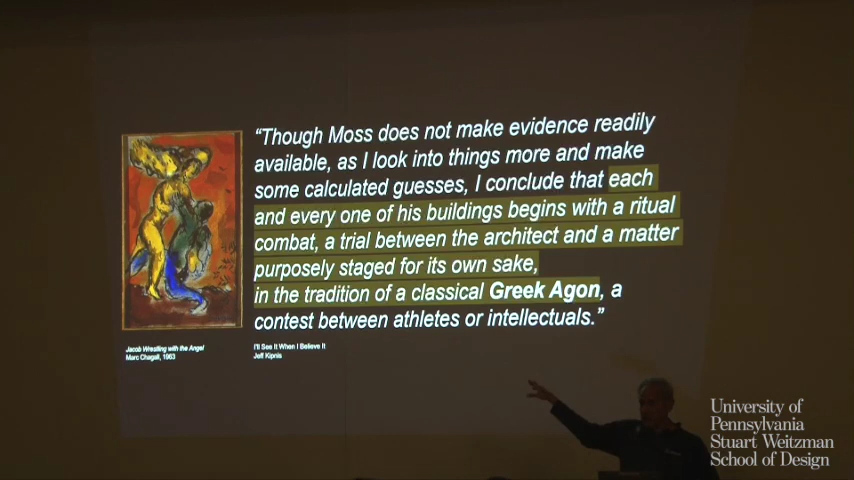 “Though Moss does not make evidence readily
available, as I look into things more and make
some calculated guesses, I conclude that each
and every one of his buildings begins with a ritual
combat, a trial between the architect and a matter
purposely staged for its own sake,
in the tradition of a classical Greek Agon, a
contest between athletes or intellectuals.”
Jacob Wrestling with the Angel
Marc Chagall, 1963
I'll See It When I Believe It
Jeff Kipnis
University of
Pennsylvania
Stuart Weitzman
School of Design